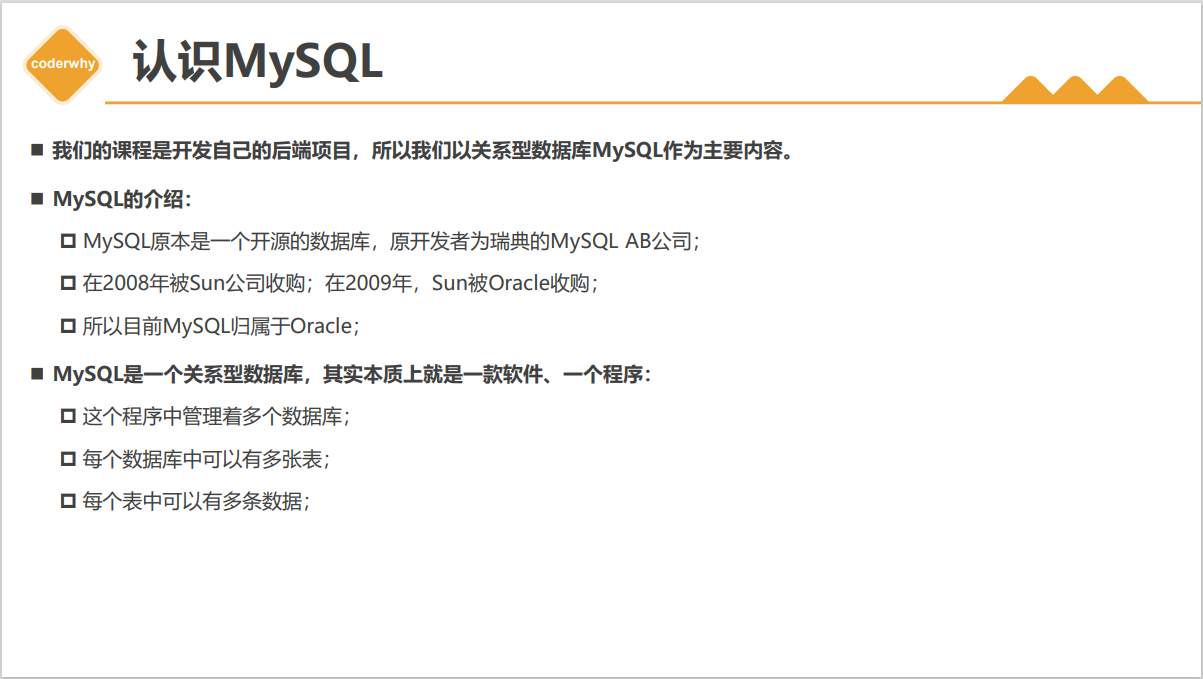 coderwhy
认识MySQL
我们的课程是开发自己的后端项目，所以我们以关系型数据库MySQL作为主要内容。
MySQL的介绍：
MySQL原本是一个开源的数据库，原开发者为瑞典的MySQL AB公司；
在2008年被Sun公司收购；在2009年，Sun被Oracle收购；
所以目前MySQL归属于Oracle；
MySQL是一个关系型数据库，其实本质上就是一款软件、一个程序：
这个程序中管理着多个数据库；
每个数据库中可以有多张表；
每个表中可以有多条数据；